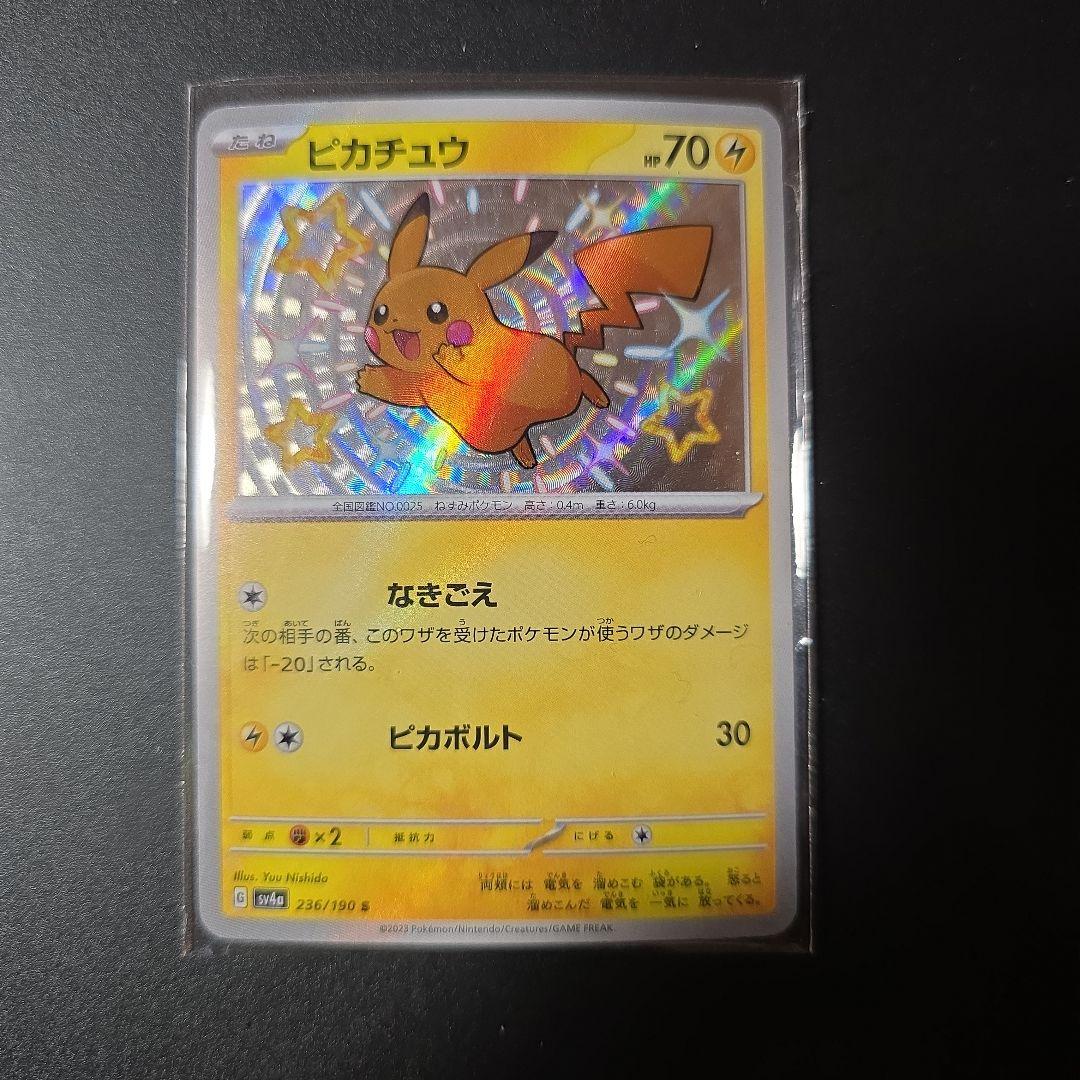 たね ピカチュウ HP 70
全国図鑑NO.0025 ねずみポケモン 高さ:0.4m 重さ:6.0kg
なきごえ
次の相手の番、このワザを受けたポケモンが使うワザのダメージ
は「-20」される。
ピカボルト 30
弱点 ×2 抵抗力 にげる
Illus. Yuu Nishida
両頬には 電気を 溜めこむ 袋がある。 怒ると
溜めこんだ 電気を 一気に 放ってくる。
G sv4a 236/190 S
©2023 Pokémon/Nintendo/Creatures/GAME FREAK